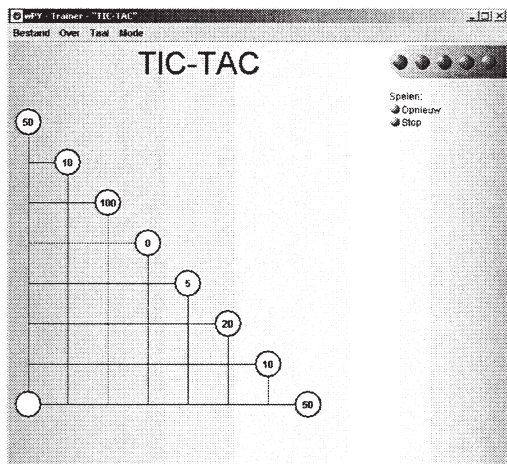 wPY - Trainer - "TIC-TAC"
Bestand Over Taal Mode
TIC-TAC
Spelen:
Opnieuw
Stop
50
10
100
0
5
20
10
50